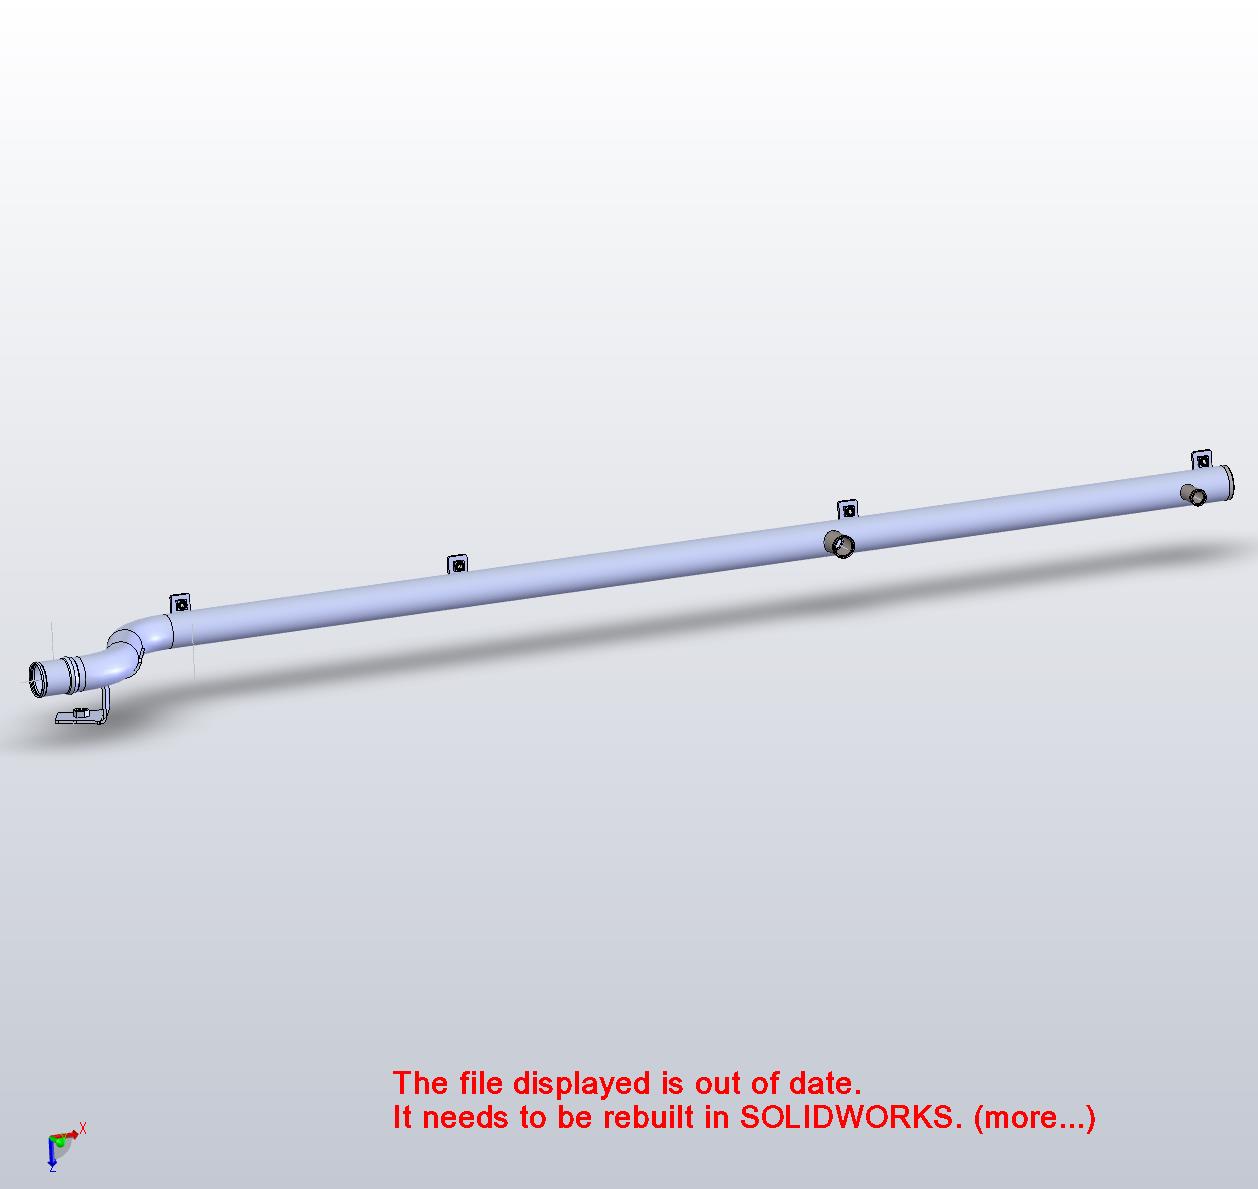 The file displayed is out of date.
It needs to be rebuilt in SOLIDWORKS. (more...)
X
Z